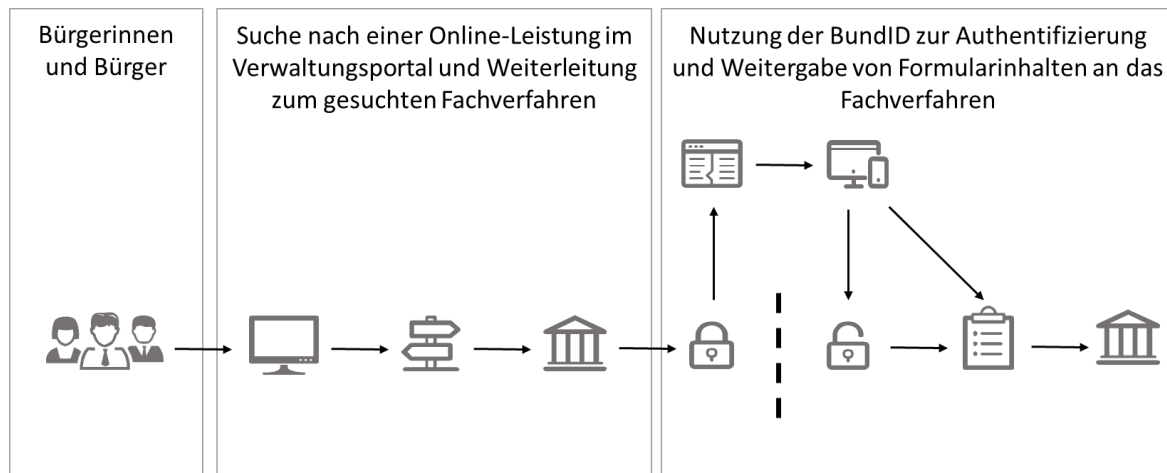 Bürgerinnen
und Bürger
Suche nach einer Online-Leistung im
Verwaltungsportal und Weiterleitung
zum gesuchten Fachverfahren
Nutzung der BundID zur Authentifizierung
und Weitergabe von Formularinhalten an das
Fachverfahren